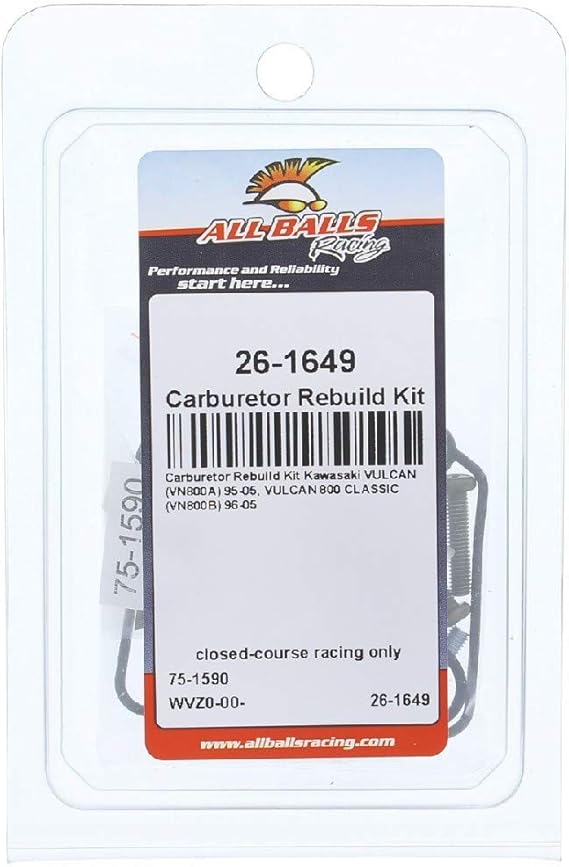 ALL BALLS
Racing
Performance and Reliability
start here...
26-1649
Carburetor Rebuild Kit
Carburetor Rebuild Kit Kawasaki VULCAN
(VN800A) 95-05, VULCAN 800 CLASSIC
(VN800B) 96-05
75-1590
closed-course racing only
75-1590
WVZ0-00-
26-1649
www.allballsracing.com